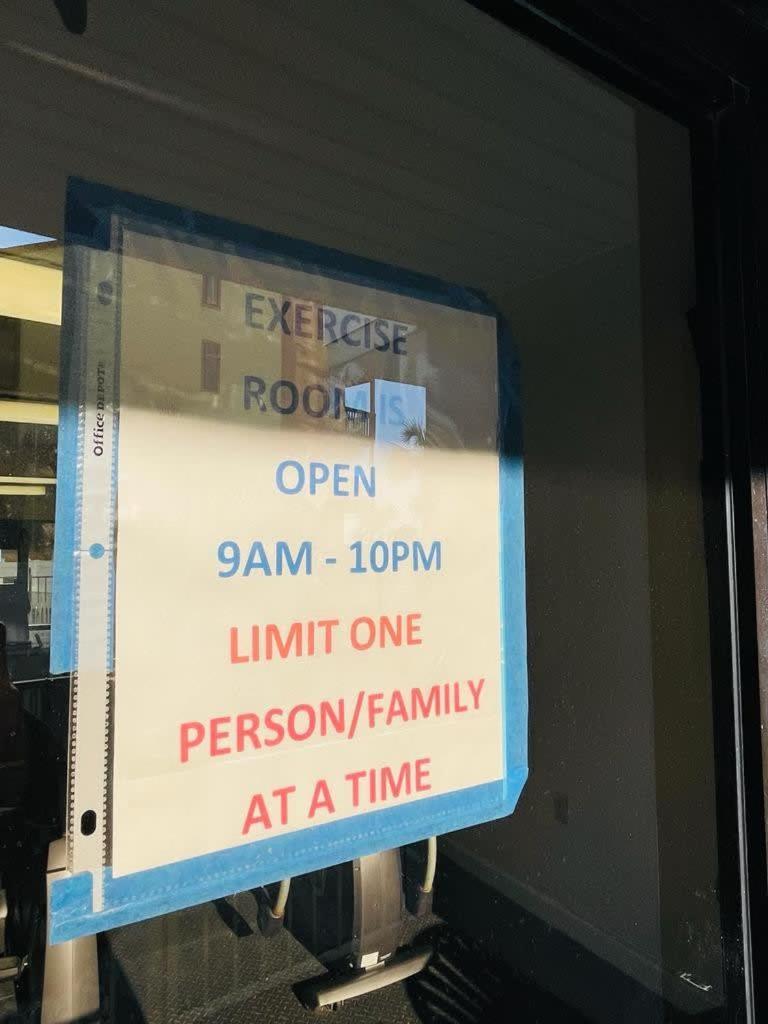 EXERCISE
ROOM IS
OPEN
9AM - 10PM
LIMIT ONE
PERSON/FAMILY
AT A TIME
Office DEPOT